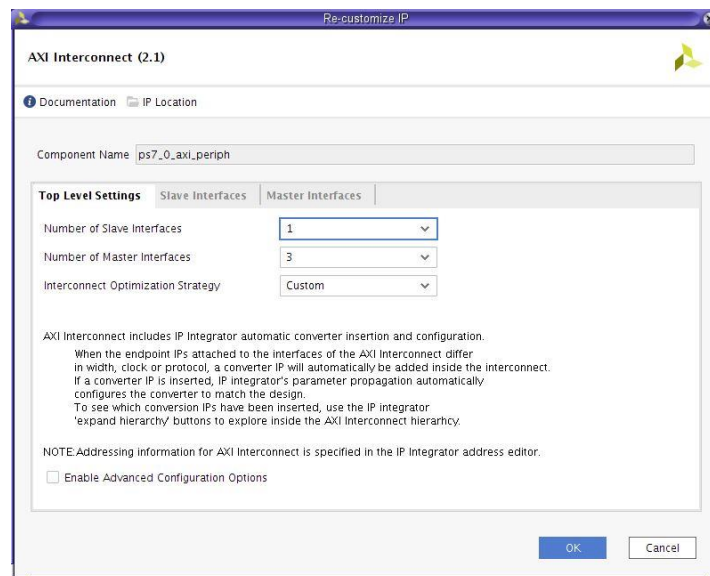 Re-customize IP
AXI Interconnect (2.1)
Documentation IP Location
Component Name ps7_0_axi_periph
Top Level Settings Slave Interfaces Master Interfaces
Number of Slave Interfaces 1
Number of Master Interfaces 3
Interconnect Optimization Strategy Custom
AXI Interconnect includes IP Integrator automatic converter insertion and configuration.
When the endpoint IPs attached to the interfaces of the AXI Interconnect differ
in width, clock or protocol, a converter IP will automatically be added inside the interconnect.
If a converter IP is inserted, IP integrator's parameter propagation automatically
configures the converter to match the design.
To see which conversion IPs have been inserted, use the IP integrator
'expand hierarchy' buttons to explore inside the AXI Interconnect hierarhcy.
NOTE:Addressing information for AXI Interconnect is specified in the IP Integrator address editor.
Enable Advanced Configuration Options
OK Cancel